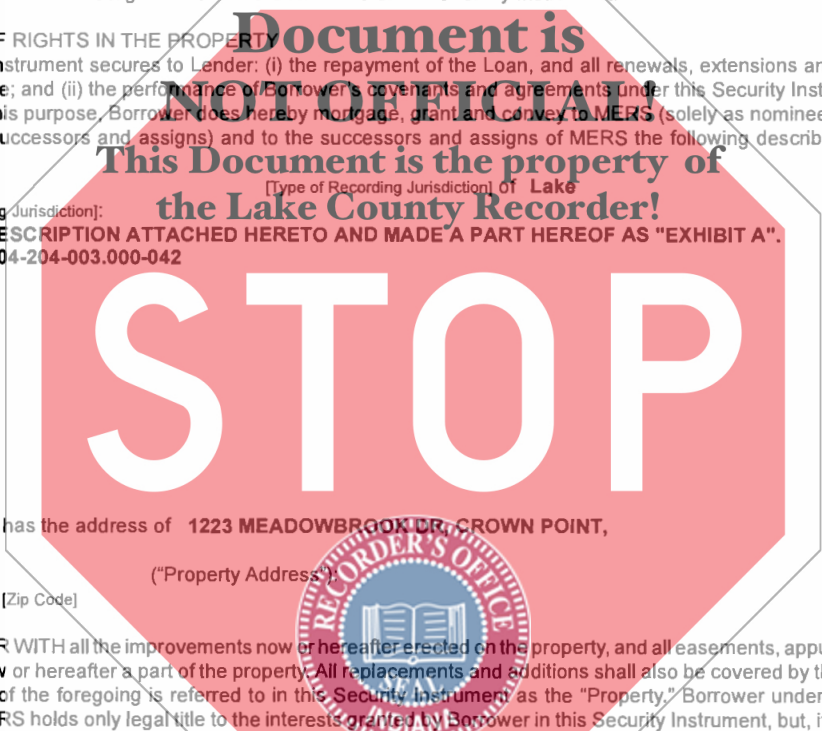 Document is
F RIGHTS IN THE PROPERTY
strument secures to Lender: (i) the repayment of the Loan, and all renewals, extensions an
e; and (ii) the performance of Borrower's covenants and agreements under this Security Inst
NOT OFFICIAL!
is purpose, Borrower does hereby mortgage, grant and convey to MERS (solely as nominee
uccessors and assigns) and to the successors and assigns of MERS the following describ
This Document is the property of
[Type of Recording Jurisdiction] of Lake
the Lake County Recorder!
g Jurisdiction]:
ESCRIPTION ATTACHED HERETO AND MADE A PART HEREOF AS "EXHIBIT A".
04-204-003.000-042
STOP
has the address of 1223 MEADOWBROOK DR, CROWN POINT,
("Property Address"):
[Zip Code]
RECORDER'S OFFICE
SEAL
INDIANA
R WITH all the improvements now or hereafter erected on the property, and all easements, appu
w or hereafter a part of the property. All replacements and additions shall also be covered by th
of the foregoing is referred to in this Security Instrument as the "Property." Borrower under
RS holds only legal title to the interests granted by Borrower in this Security Instrument, but, i